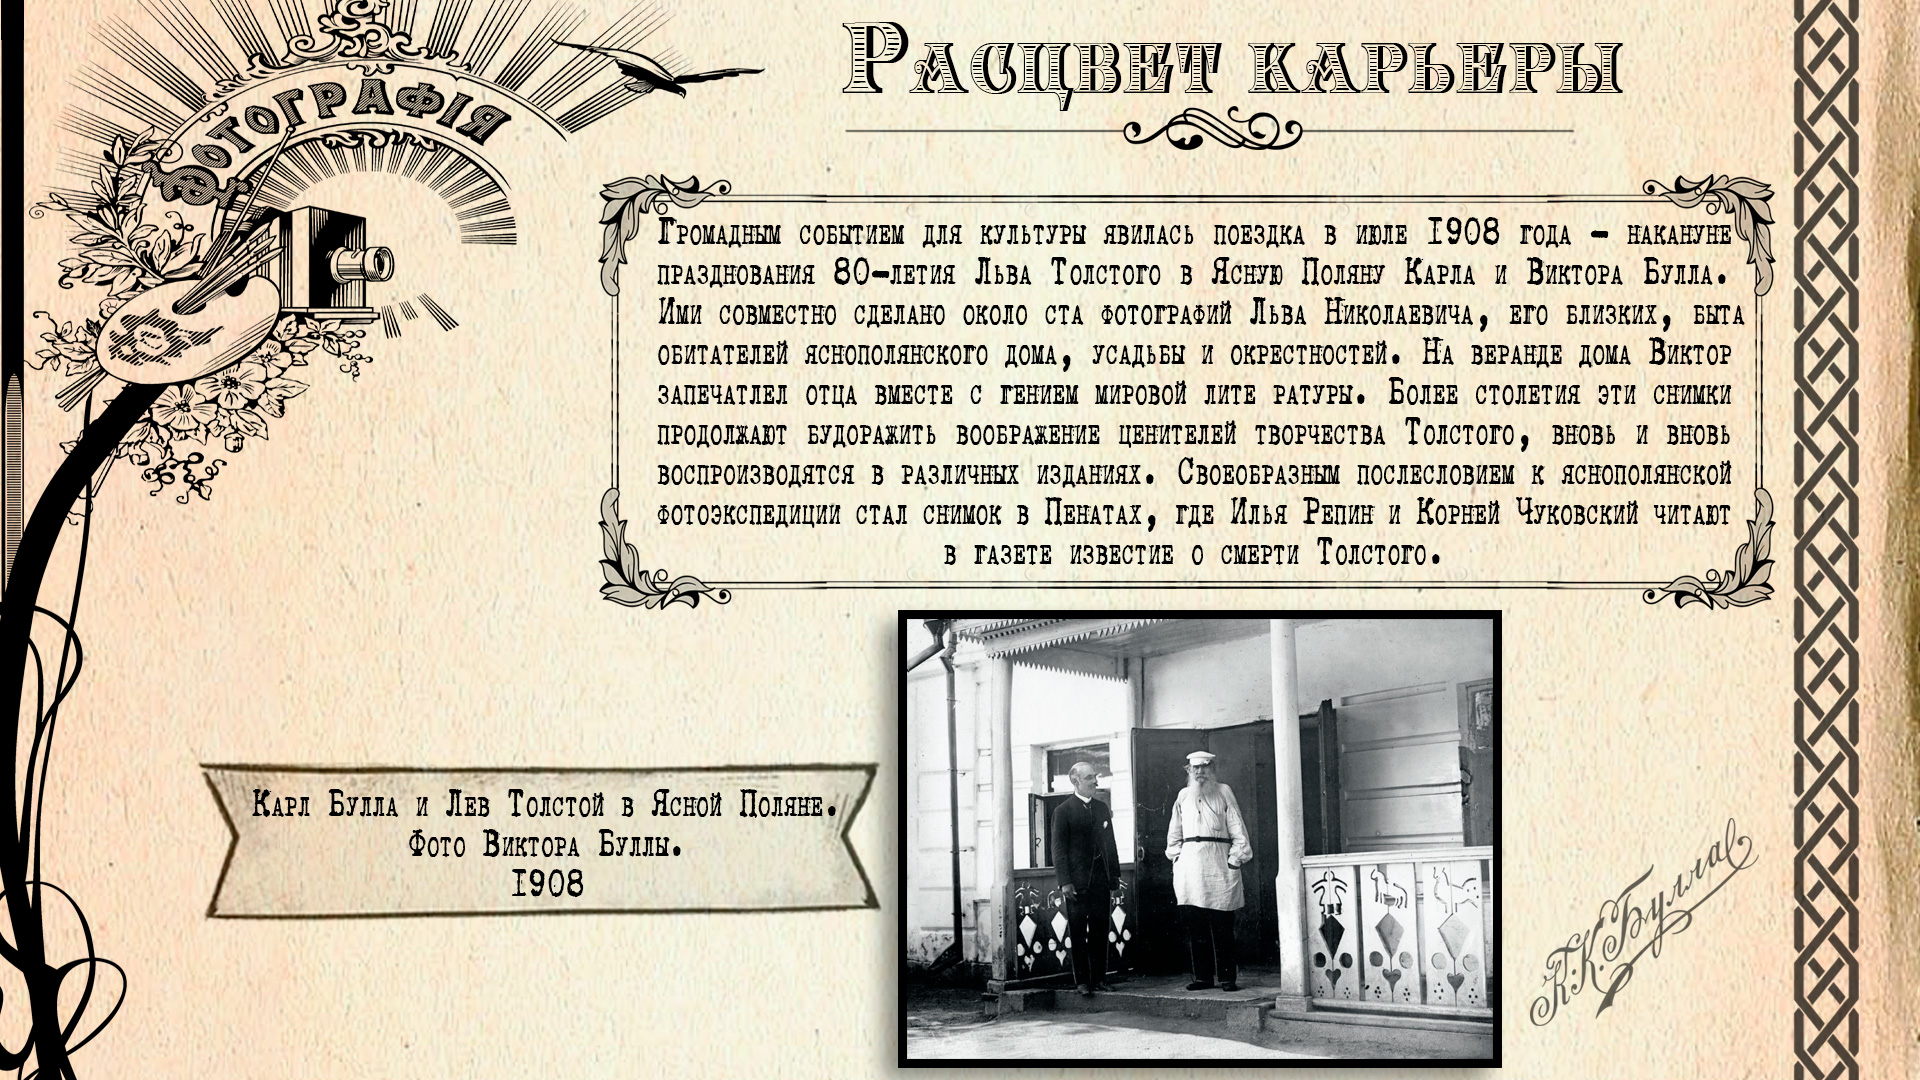 ФОТОГРАФІЯ
Расцвет карьеры
Громадным событием для культуры явилась поездка в июле 1908 года – накануне
празднования 80-летия Льва Толстого в Ясную Поляну Карла и Виктора Булла.
Ими совместно сделано около ста фотографий Льва Николаевича, его близких, быта
обитателей яснополянского дома, усадьбы и окрестностей. На веранде дома Виктор
запечатлел отца вместе с гением мировой лите ратуры. Более столетия эти снимки
продолжают будоражить воображение ценителей творчества Толстого, вновь и вновь
воспроизводятся в различных изданиях. Своеобразным послесловием к яснополянской
фотоэкспедиции стал снимок в Пенатах, где Илья Репин и Корней Чуковский читают
в газете известие о смерти Толстого.
Карл Булла и Лев Толстой в Ясной Поляне.
Фото Виктора Буллы.
1908
К.К.Булла